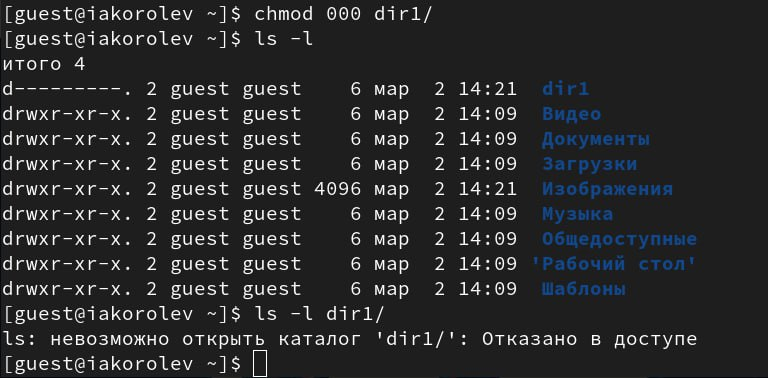 [guest@iakorolev ~]$ chmod 000 dir1/
[guest@iakorolev ~]$ ls -l
итого 4
d---------. 2 guest guest    6 мар  2 14:21  dir1
drwxr-xr-x. 2 guest guest    6 мар  2 14:09  Видео
drwxr-xr-x. 2 guest guest    6 мар  2 14:09  Документы
drwxr-xr-x. 2 guest guest    6 мар  2 14:09  Загрузки
drwxr-xr-x. 2 guest guest 4096 мар  2 14:21  Изображения
drwxr-xr-x. 2 guest guest    6 мар  2 14:09  Музыка
drwxr-xr-x. 2 guest guest    6 мар  2 14:09  Общедоступные
drwxr-xr-x. 2 guest guest    6 мар  2 14:09 'Рабочий стол'
drwxr-xr-x. 2 guest guest    6 мар  2 14:09  Шаблоны
[guest@iakorolev ~]$ ls -l dir1/
ls: невозможно открыть каталог 'dir1/': Отказано в доступе
[guest@iakorolev ~]$